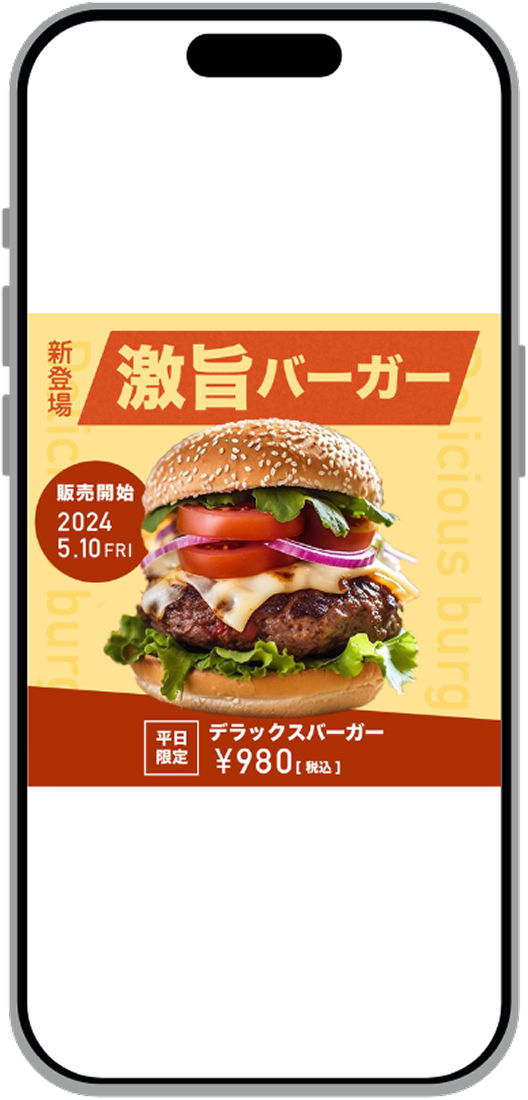 新登場
激旨バーガー
販売開始
2024
5.10 FRI
Delicious burg
Delicious burg
平日
限定
デラックスバーガー
¥980[税込]